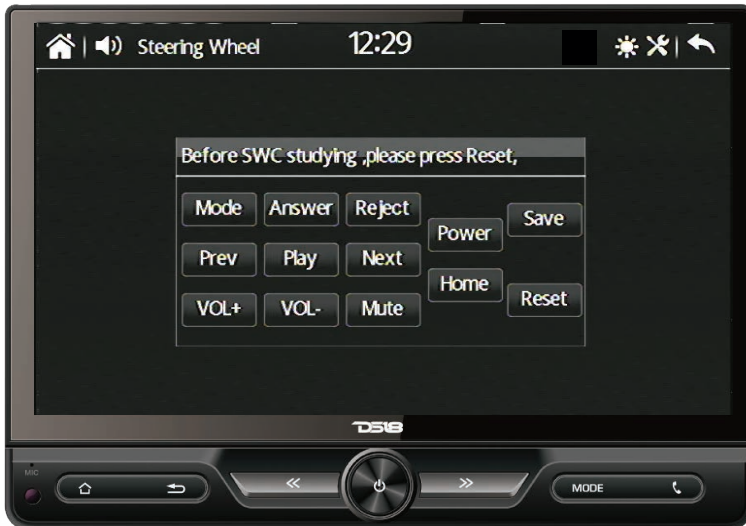 Steering Wheel 12:29
Before SWC studying ,please press Reset,
Mode Answer Reject Power Save
Prev Play Next Home Reset
VOL+ VOL- Mute
DS18
MIC
MODE